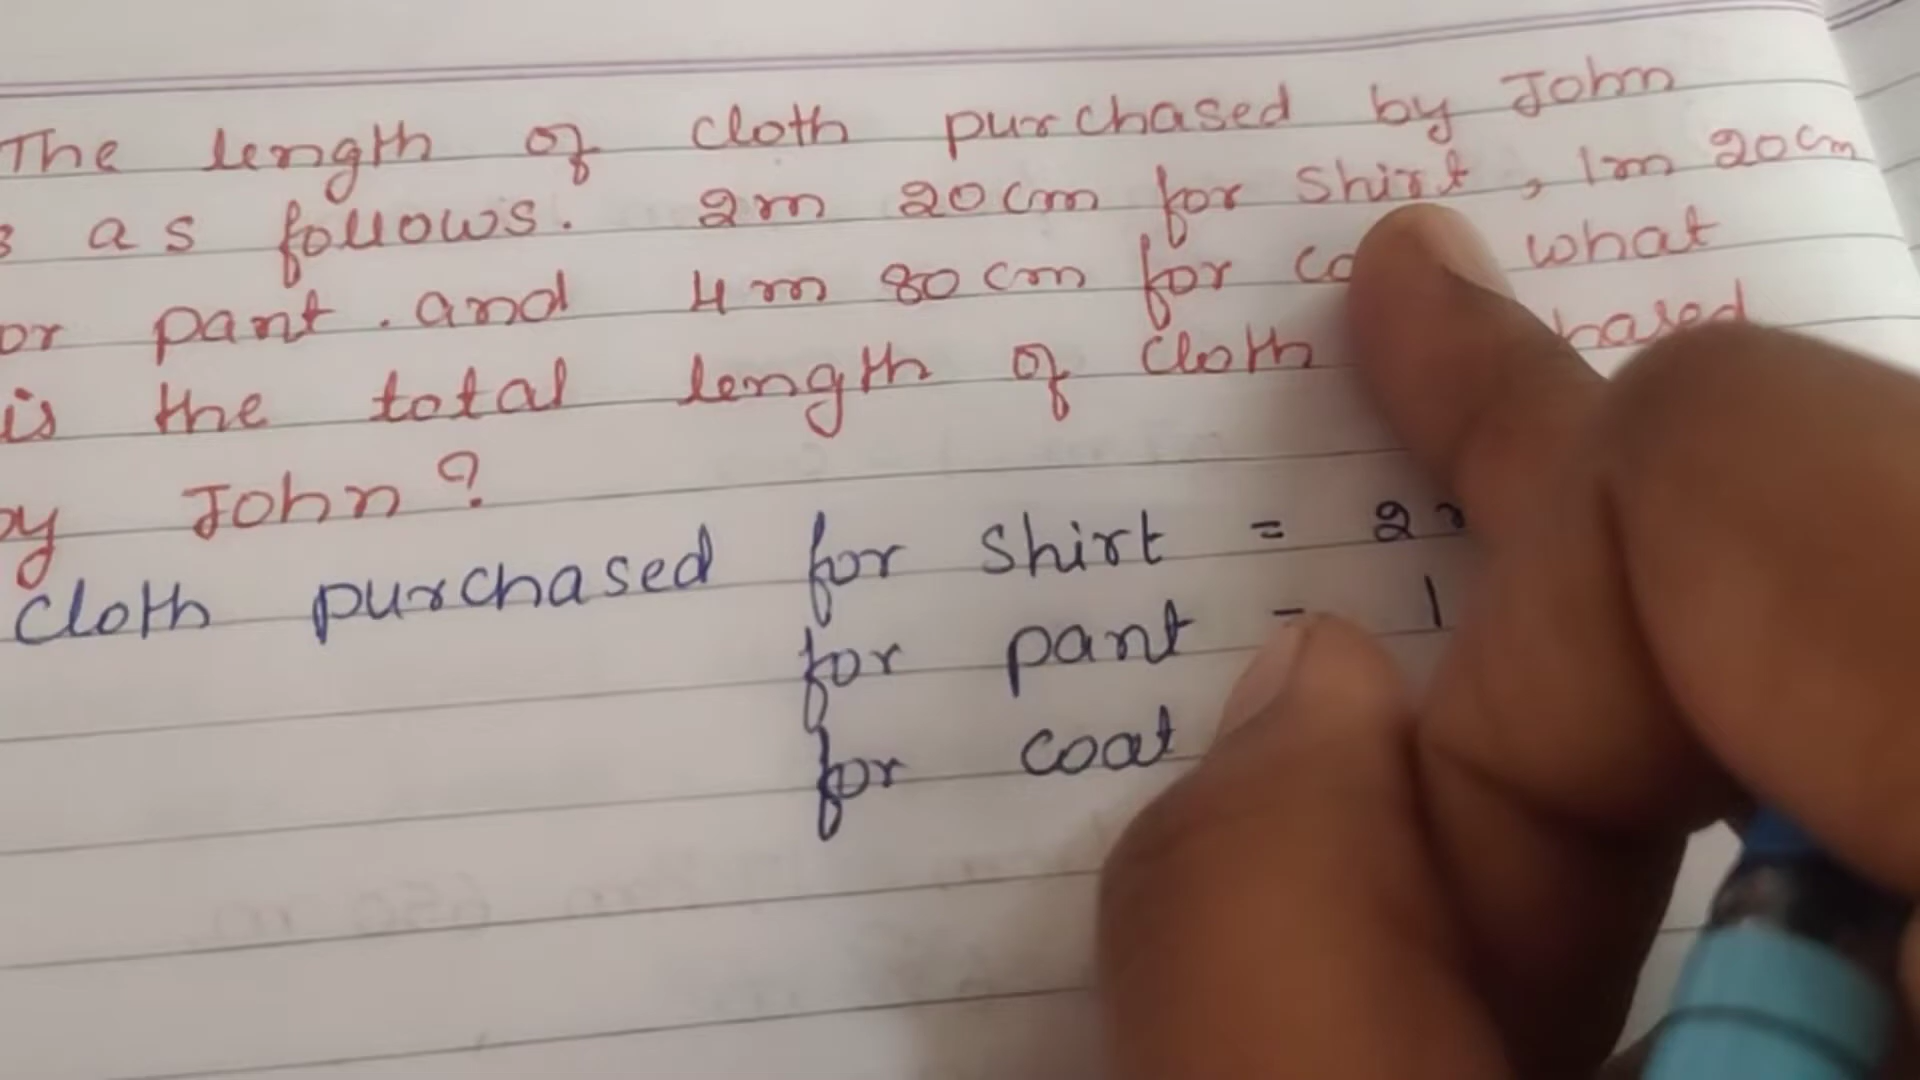 The length of cloth purchased by John
as follows. 2m 20cm for shirt, 1m 20cm
pant. and 4m 80cm for what
is the total length of cloth
John?
Cloth purchased for shirt = 2
for pant = 1
for coat